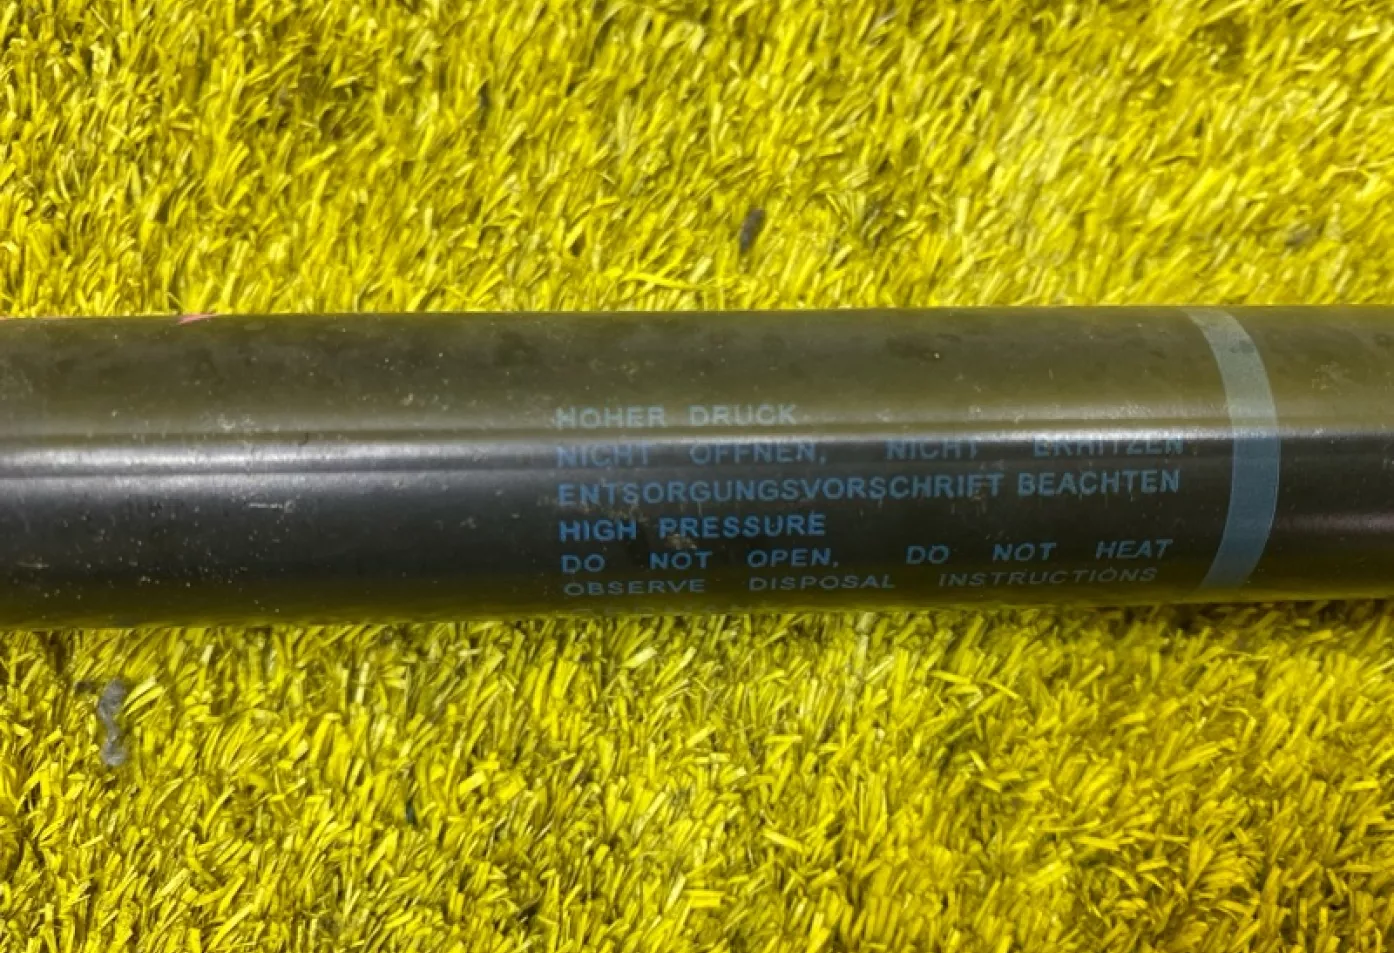 HOHER DRUCK
NICHT OFFNEN, NICHT ERHITZEN
ENTSORGUNGSVORSCHRIFT BEACHTEN
HIGH PRESSURE
DO NOT OPEN, DO NOT HEAT
OBSERVE DISPOSAL INSTRUCTIONS